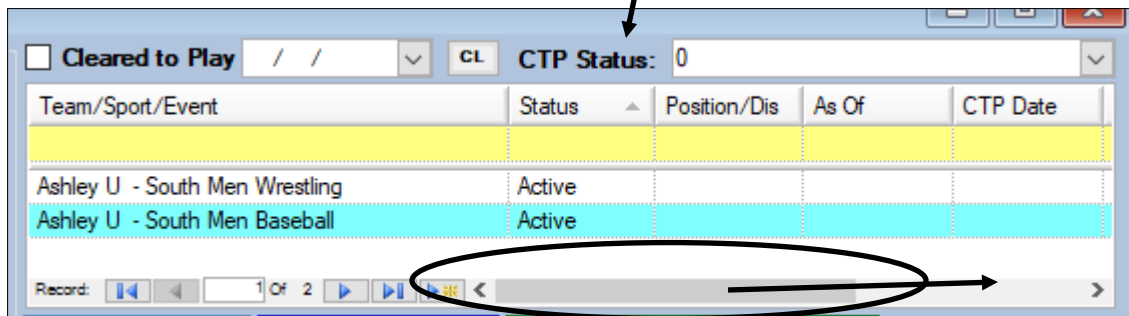 Cleared to Play / / CL CTP Status: 0
Team/Sport/Event Status Position/Dis As Of CTP Date
Ashley U - South Men Wrestling Active
Ashley U - South Men Baseball Active
Record: 1 Of 2